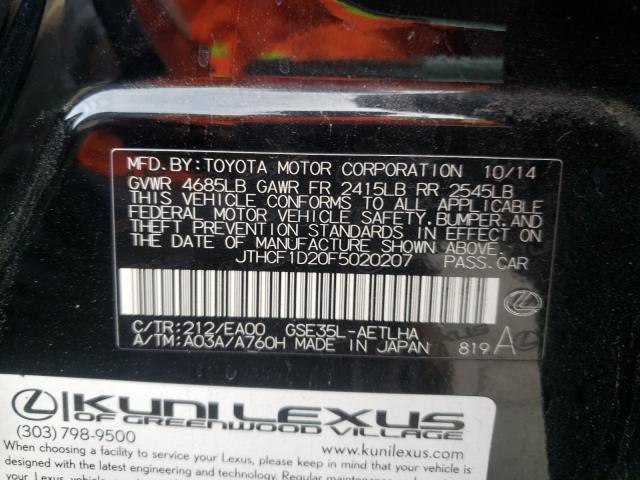 MFD. BY: TOYOTA MOTOR CORPORATION 10/14
GVWR 4685LB GAWR FR 2415LB RR 2545LB
THIS VEHICLE CONFORMS TO ALL APPLICABLE
FEDERAL MOTOR VEHICLE SAFETY, BUMPER, AND
THEFT PREVENTION STANDARDS IN EFFECT ON
THE DATE OF MANUFACTURE SHOWN ABOVE.
JTHCF1D20F5020207 PASS. CAR
C/TR: 212/EA00 GSE35L-AETLHA
A/TM: A03A/A760H MADE IN JAPAN 819 A
KUNI LEXUS
OF GREENWOOD VILLAGE
(303) 798-9500 www.kunilexus.com
When choosing a facility to service your Lexus, please keep in mind that your vehicle is
designed with the latest engineering and technology. Regular maintenance
your Lexus